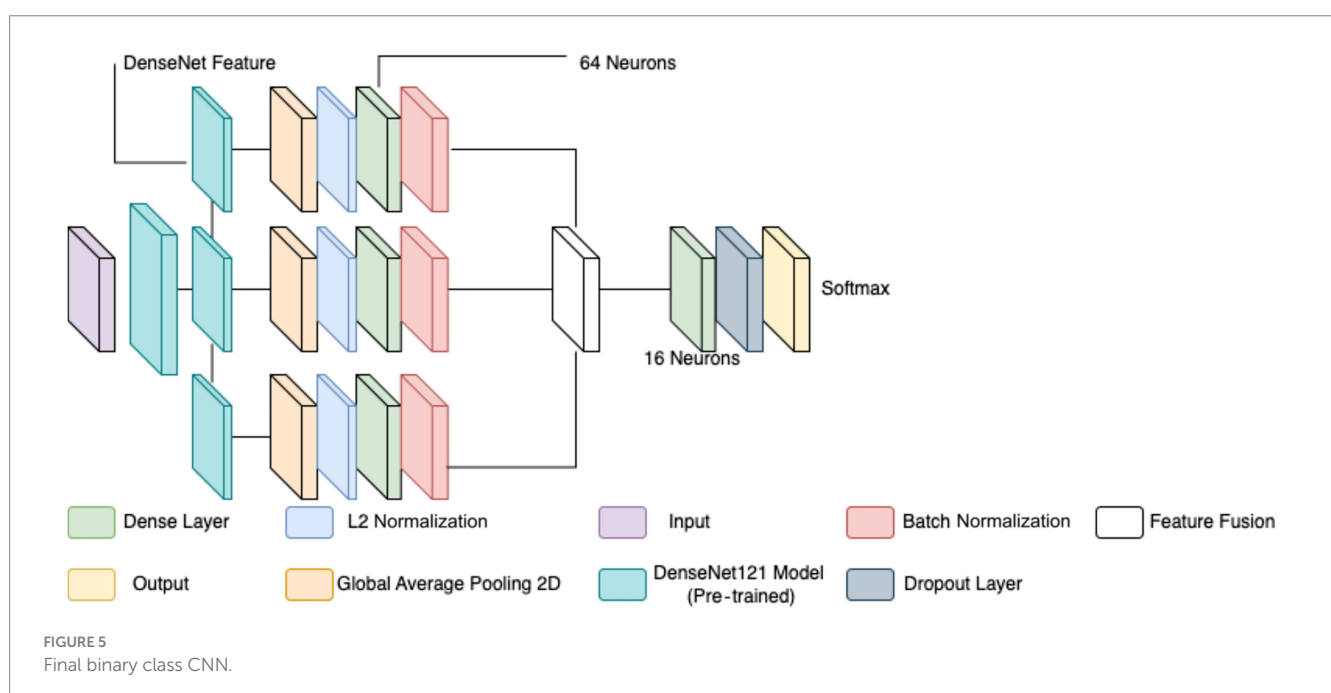 DenseNet Feature
64 Neurons
Softmax
16 Neurons
Dense Layer
L2 Normalization
Input
Batch Normalization
Feature Fusion
Output
Global Average Pooling 2D
DenseNet121 Model
(Pre-trained)
Dropout Layer
FIGURE 5
Final binary class CNN.